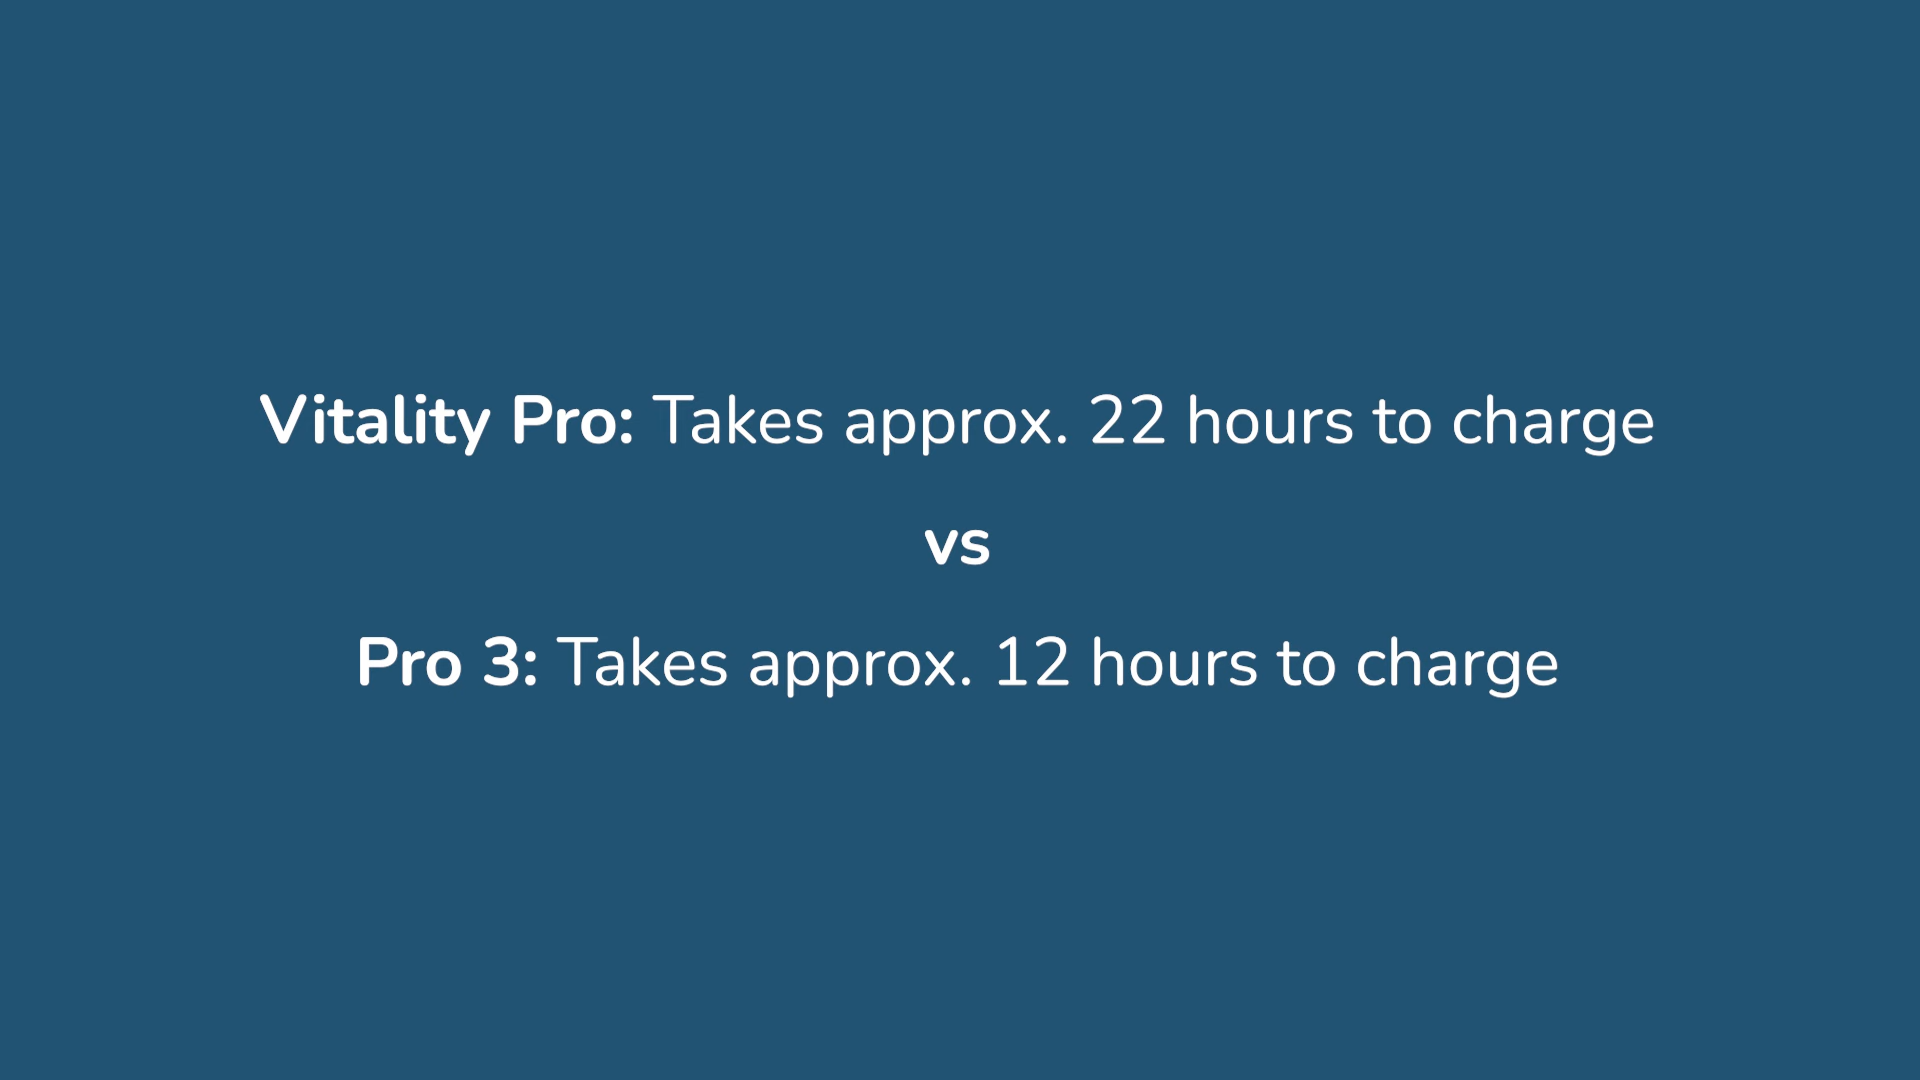 Vitality Pro: Takes approx. 22 hours to charge
vs
Pro 3: Takes approx. 12 hours to charge